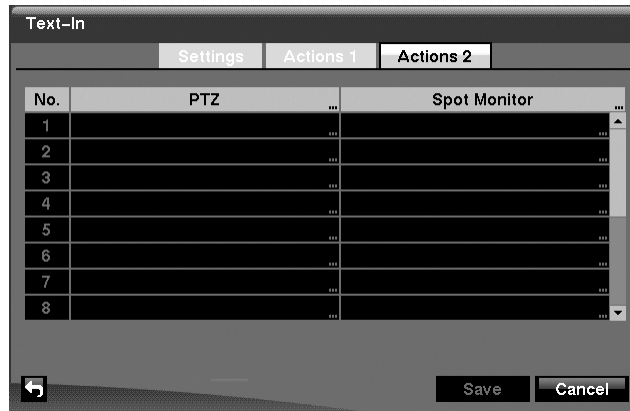 Text-In
Settings Actions 1 Actions 2
No. PTZ ... Spot Monitor ...
1 ... ...
2 ... ...
3 ... ...
4 ... ...
5 ... ...
6 ... ...
7 ... ...
8 ... ...
Save Cancel